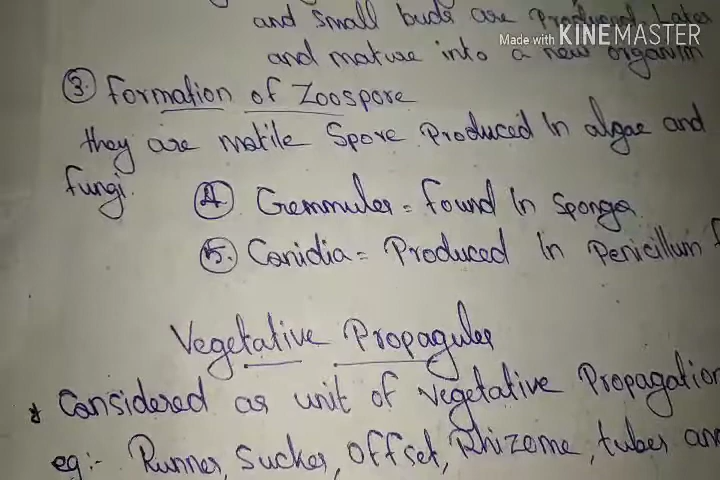 and small buds are produced Later
Made with KINEMASTER
and mature into a new organism
③ Formation of Zoospore
they are motile Spore Produced In algae and
fungi.
④ Gemmules = found In Sponge
⑤ Conidia = Produced In Penicillum
Vegetative Propagules
* Considered as unit of vegetative Propagation
eg:- Runner, Sucker, Offset, Rhizome, tuber and